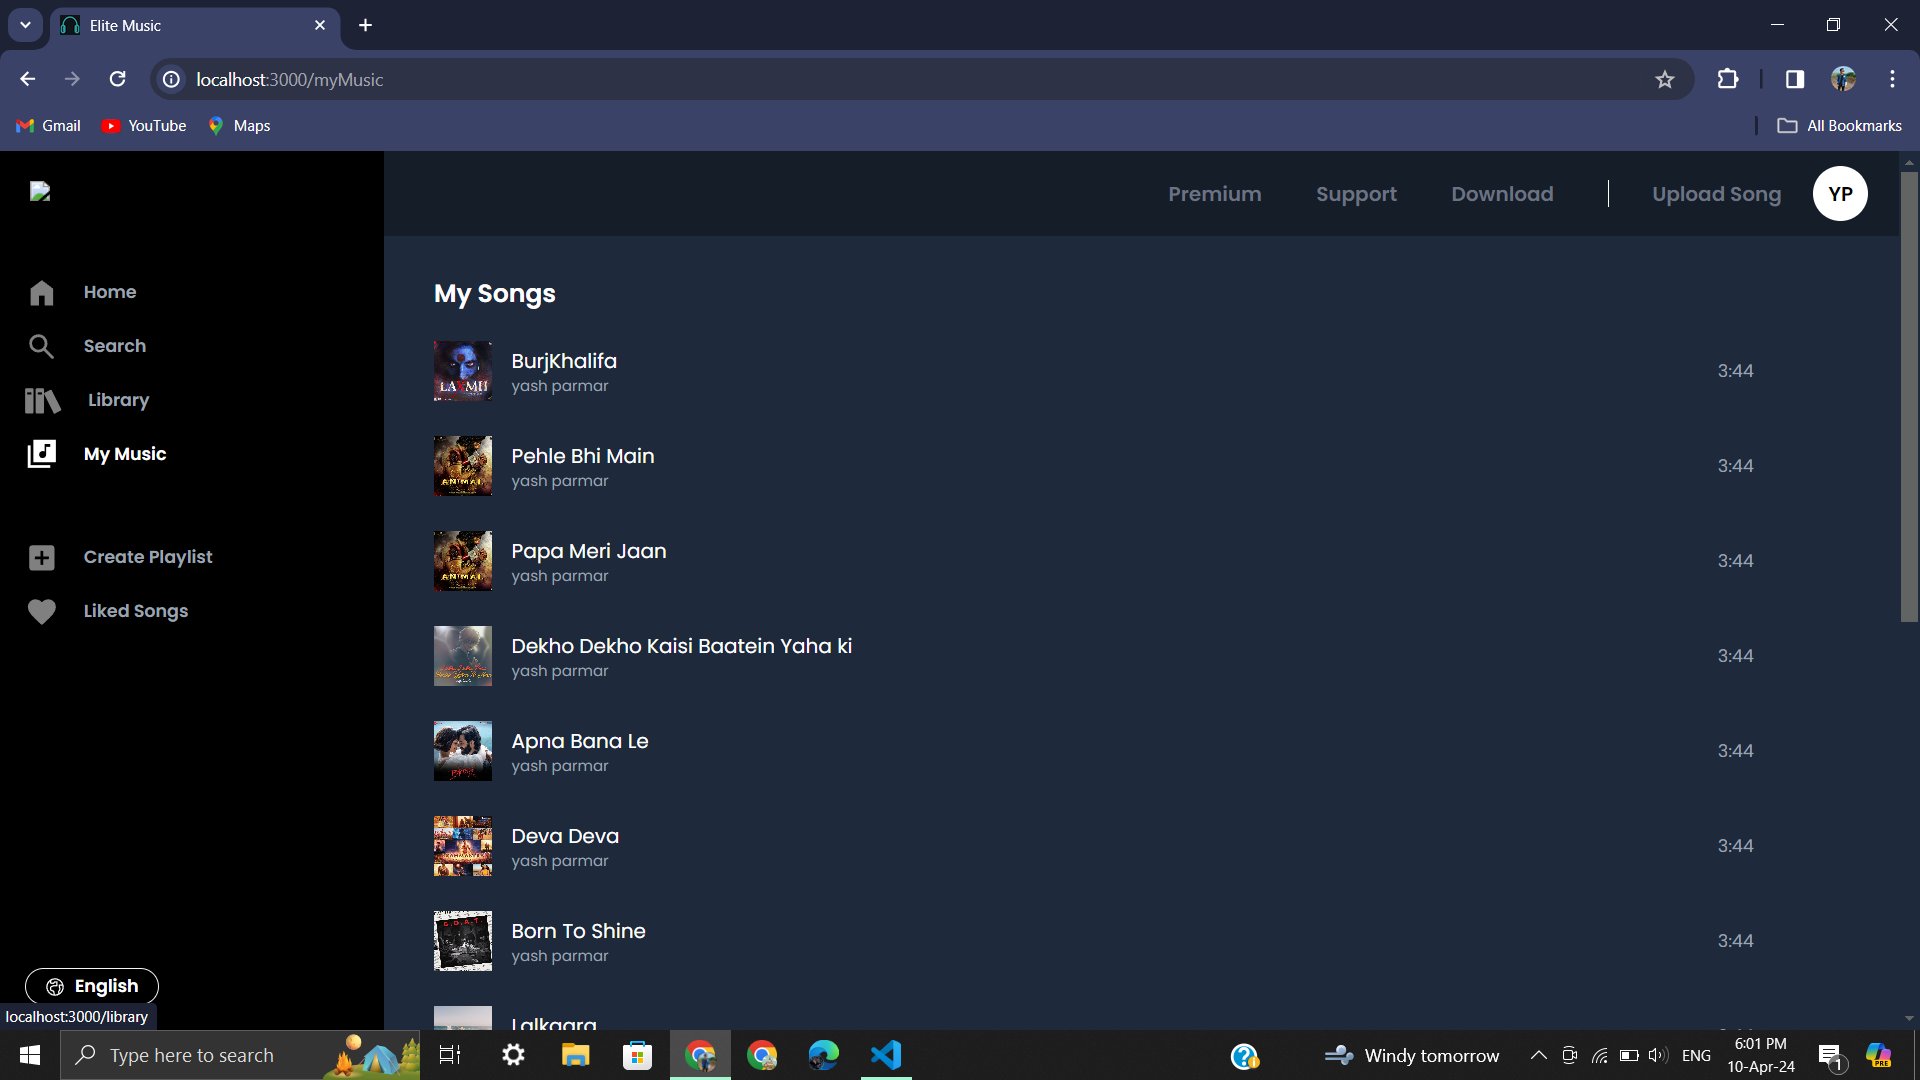 Elite Music
localhost:3000/myMusic
Gmail
YouTube
Maps
All Bookmarks
Premium
Support
Download
Upload Song
YP
Home
Search
Library
My Music
Create Playlist
Liked Songs
English
localhost:3000/library
My Songs
LAXMII
BurjKhalifa
yash parmar
3:44
ANIMAL
Pehle Bhi Main
yash parmar
3:44
ANIMAL
Papa Meri Jaan
yash parmar
3:44
Dekho Dekho Kaisi Baatein Yaha ki
yash parmar
3:44
Apna Bana Le
yash parmar
3:44
Deva Deva
yash parmar
3:44
G.O.A.T.
Born To Shine
yash parmar
3:44
Lalkaara
Type here to search
Windy tomorrow
ENG
6:01 PM
10-Apr-24
1
PRE